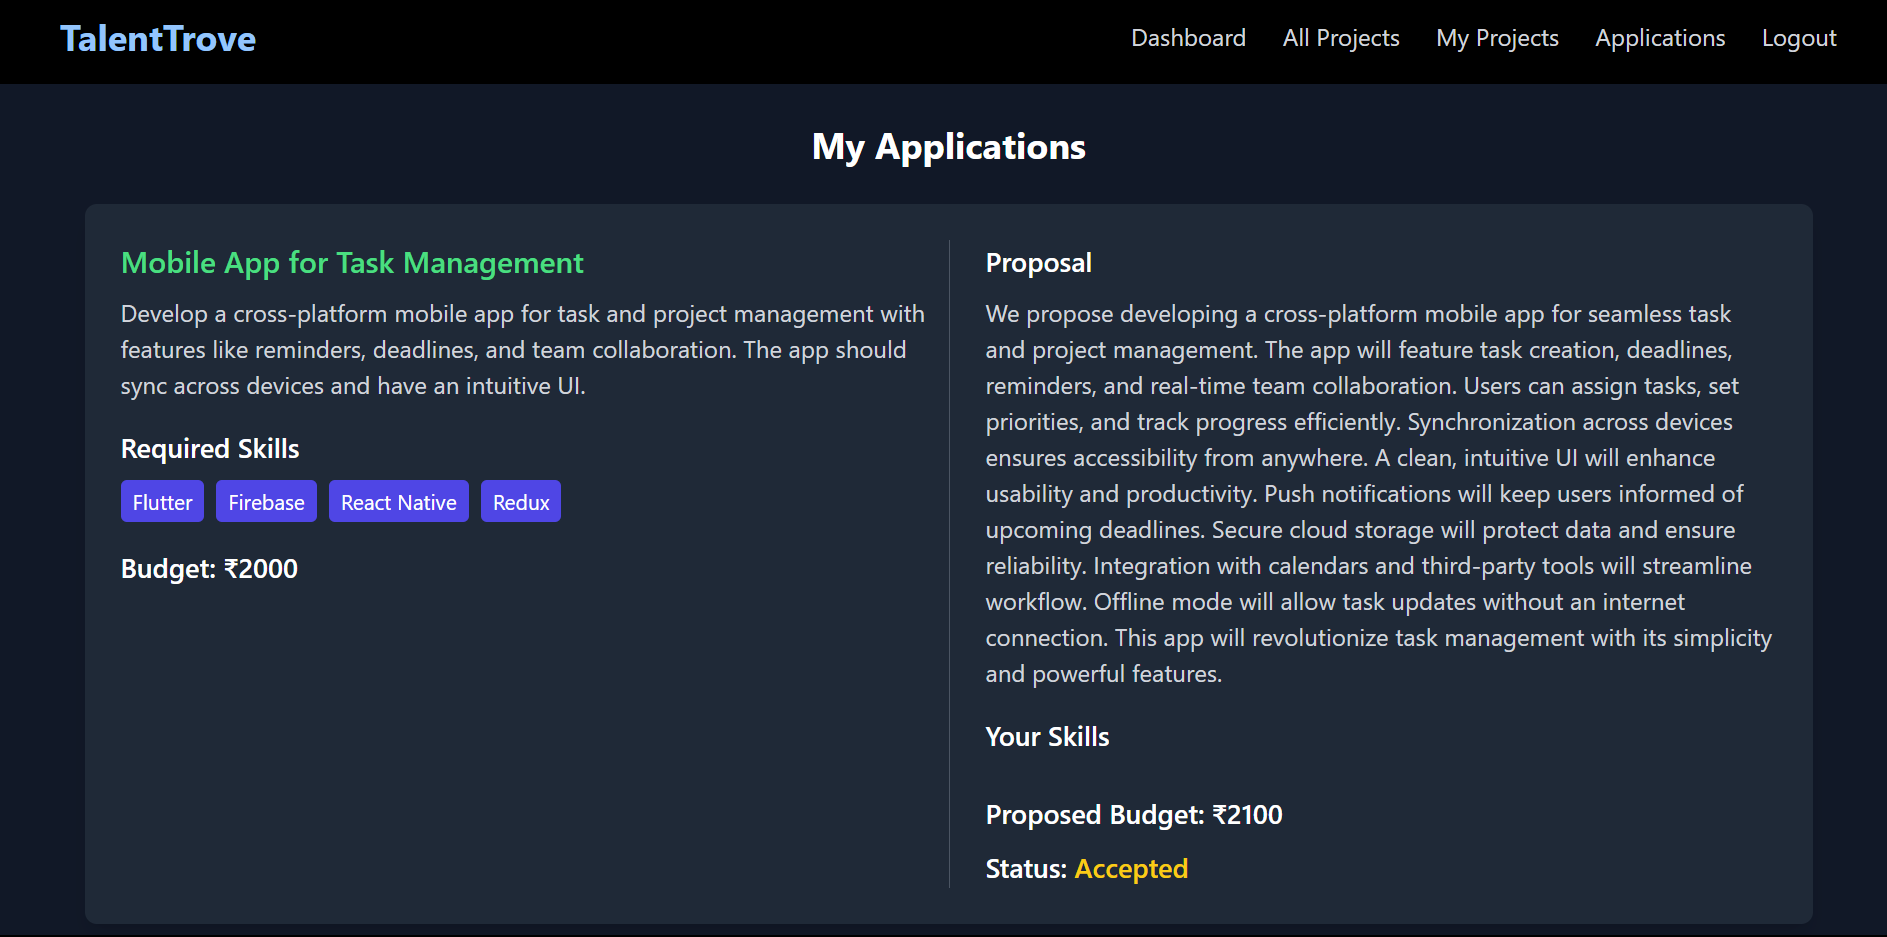 TalentTrove
Dashboard All Projects My Projects Applications Logout
My Applications
Mobile App for Task Management
Develop a cross-platform mobile app for task and project management with
features like reminders, deadlines, and team collaboration. The app should
sync across devices and have an intuitive UI.
Required Skills
Flutter Firebase React Native Redux
Budget: ₹2000
Proposal
We propose developing a cross-platform mobile app for seamless task
and project management. The app will feature task creation, deadlines,
reminders, and real-time team collaboration. Users can assign tasks, set
priorities, and track progress efficiently. Synchronization across devices
ensures accessibility from anywhere. A clean, intuitive UI will enhance
usability and productivity. Push notifications will keep users informed of
upcoming deadlines. Secure cloud storage will protect data and ensure
reliability. Integration with calendars and third-party tools will streamline
workflow. Offline mode will allow task updates without an internet
connection. This app will revolutionize task management with its simplicity
and powerful features.
Your Skills
Proposed Budget: ₹2100
Status: Accepted